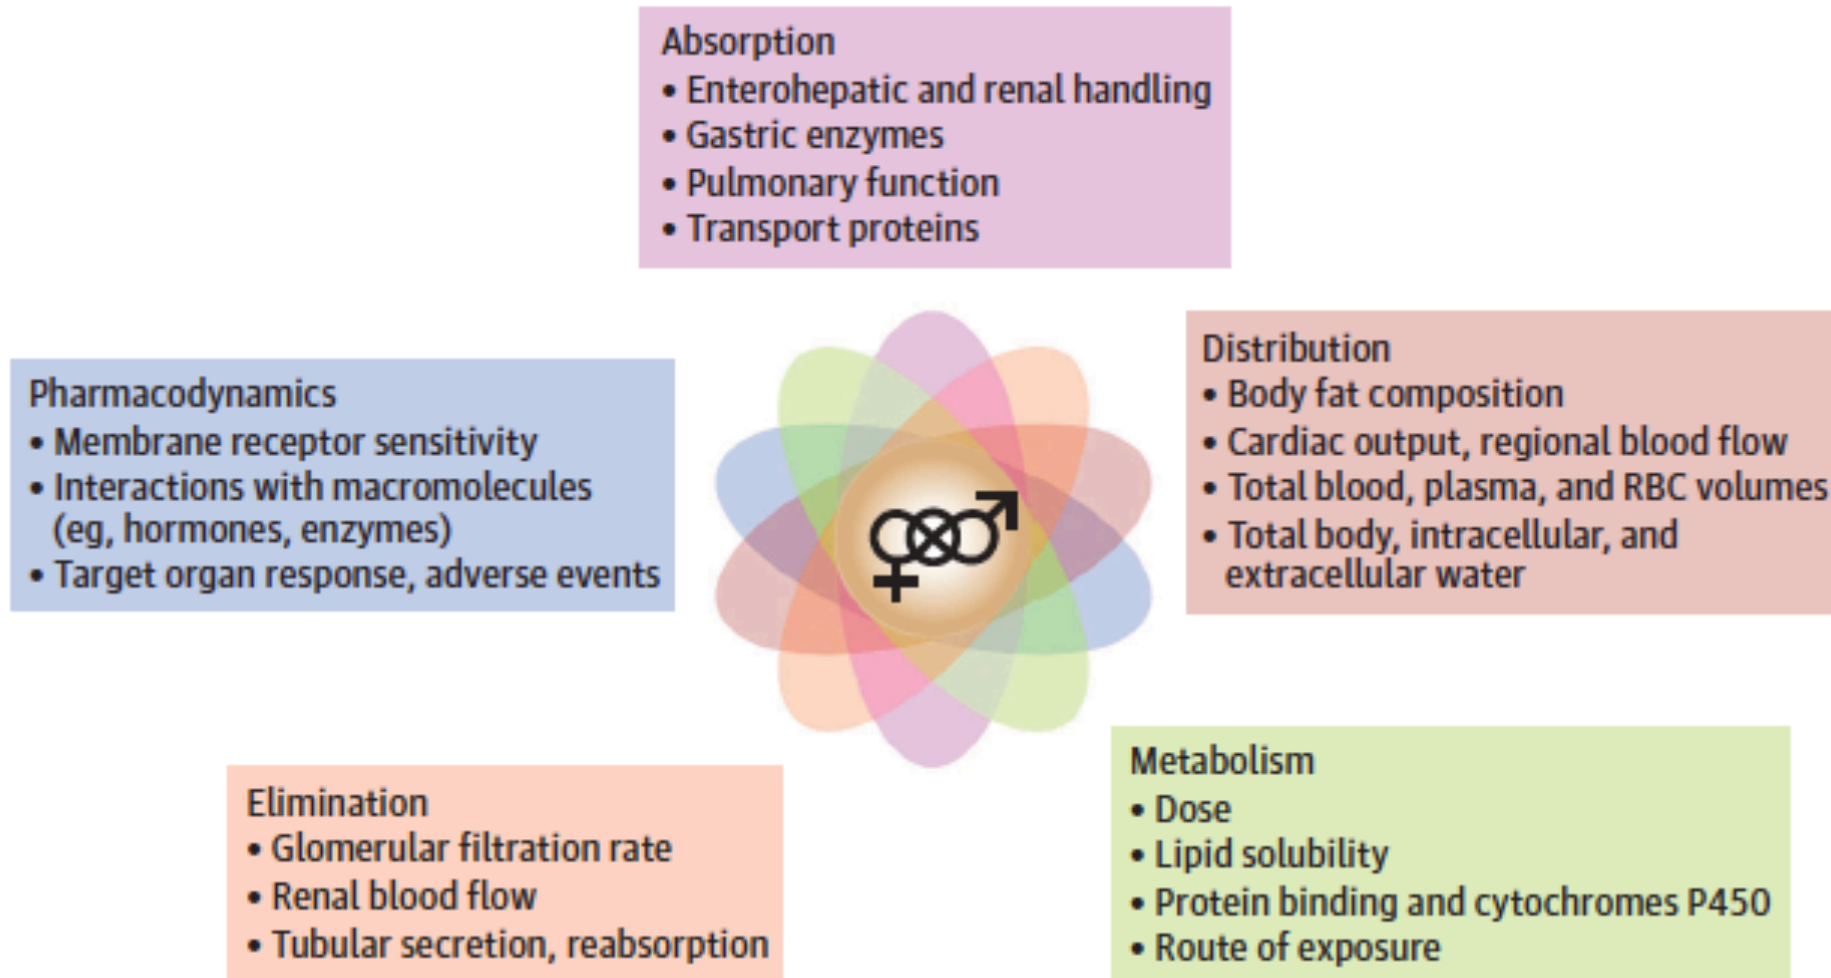 Absorption
• Enterohepatic and renal handling
• Gastric enzymes
• Pulmonary function
• Transport proteins
Distribution
• Body fat composition
• Cardiac output, regional blood flow
• Total blood, plasma, and RBC volumes
• Total body, intracellular, and
extracellular water
Pharmacodynamics
• Membrane receptor sensitivity
• Interactions with macromolecules
(eg, hormones, enzymes)
• Target organ response, adverse events
Metabolism
• Dose
• Lipid solubility
• Protein binding and cytochromes P450
• Route of exposure
Elimination
• Glomerular filtration rate
• Renal blood flow
• Tubular secretion, reabsorption